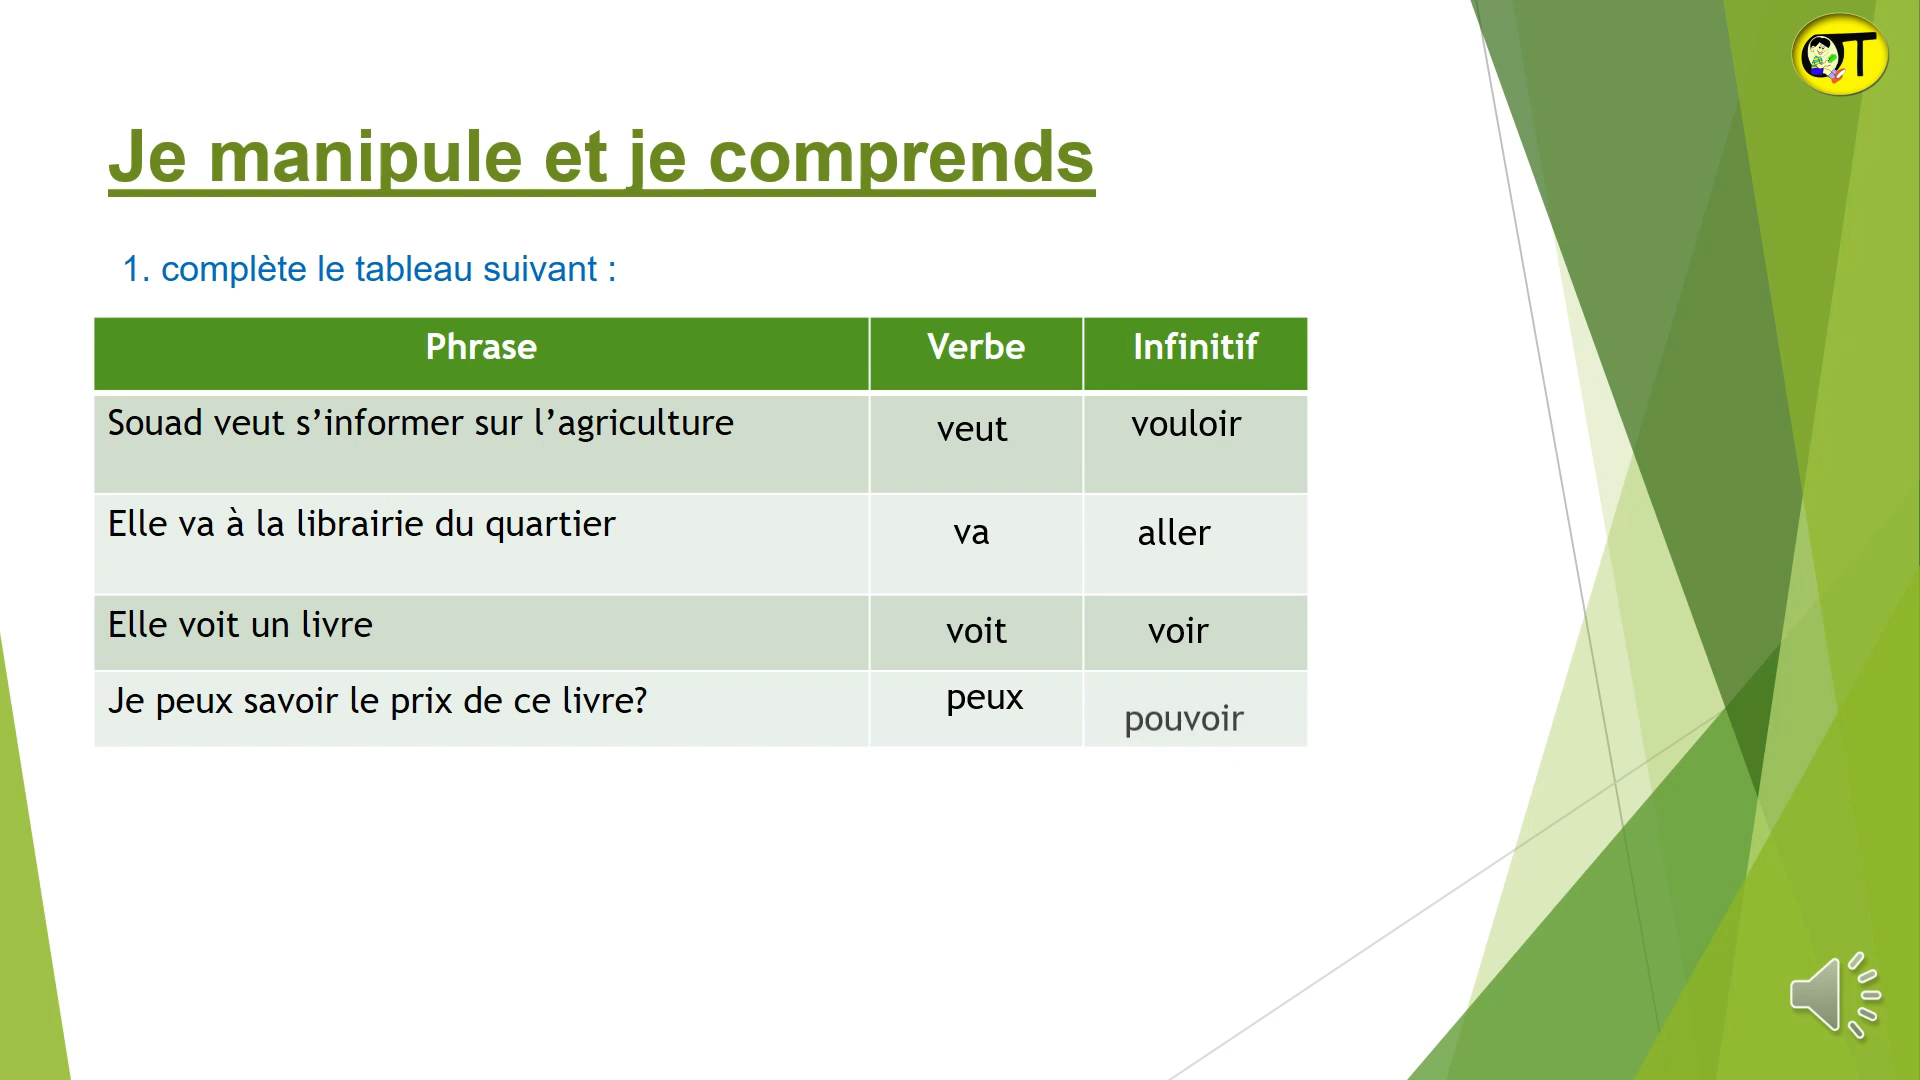 Je manipule et je comprends
1. complète le tableau suivant :
Phrase Verbe Infinitif
Souad veut s’informer sur l’agriculture veut vouloir
Elle va à la librairie du quartier va aller
Elle voit un livre voit voir
Je peux savoir le prix de ce livre? peux pouvoir